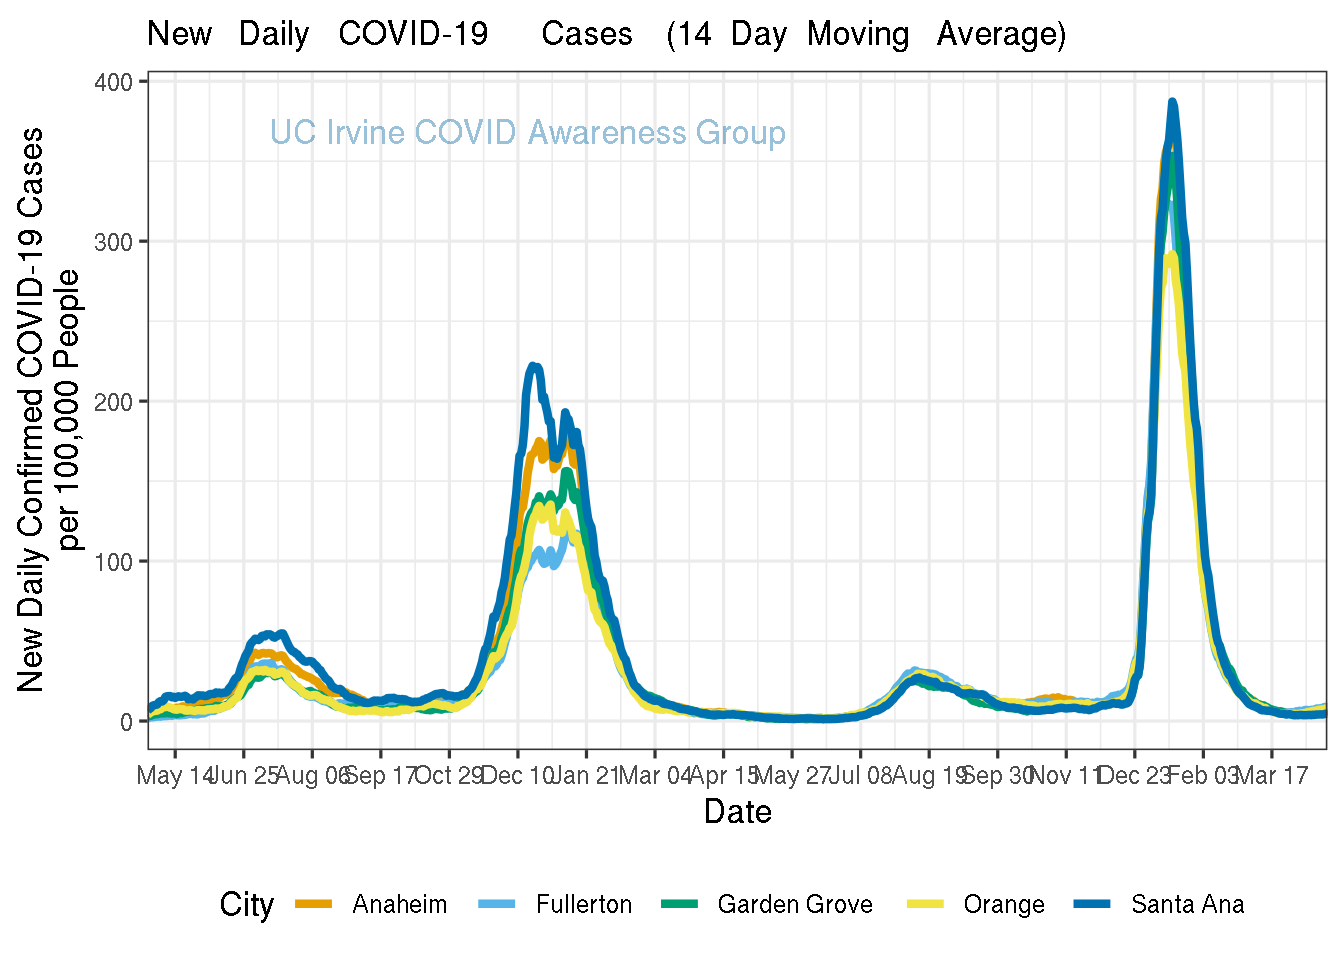 New Daily COVID-19 Cases (14 Day Moving Average)
UC Irvine COVID Awareness Group
New Daily Confirmed COVID-19 Cases
per 100,000 People
400
300
200
100
0
May 14 Jun 25 Aug 06 Sep 17 Oct 29 Dec 10 Jan 21 Mar 04 Apr 15 May 27 Jul 08 Aug 19 Sep 30 Nov 11 Dec 23 Feb 03 Mar 17
Date
City Anaheim Fullerton Garden Grove Orange Santa Ana